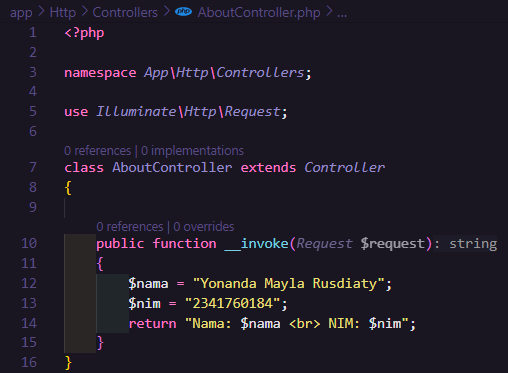 app > Http > Controllers > php AboutController.php > ...
1 <?php
2
3 namespace App\Http\Controllers;
4
5 use Illuminate\Http\Request;
6
0 references | 0 implementations
7 class AboutController extends Controller
8 {
9
0 references | 0 overrides
10 public function __invoke(Request $request): string
11 {
12 $nama = "Yonanda Mayla Rusdiaty";
13 $nim = "2341760184";
14 return "Nama: $nama <br> NIM: $nim";
15 }
16 }